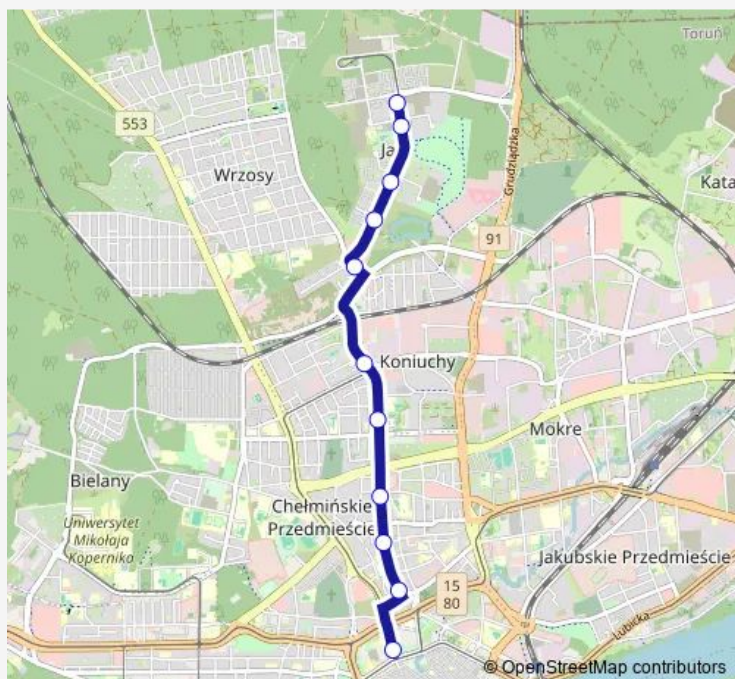 Toruń
553
Wrzosy
Grudziądzka
Kata
91
Koniuchy
Mokre
Bielany
Chełmińskie
Przedmieście
Uniwersytet
Mikołaja
Kopernika
Jakubskie Przedmieście
15
80
Lubicka
© OpenStreetMap contributors